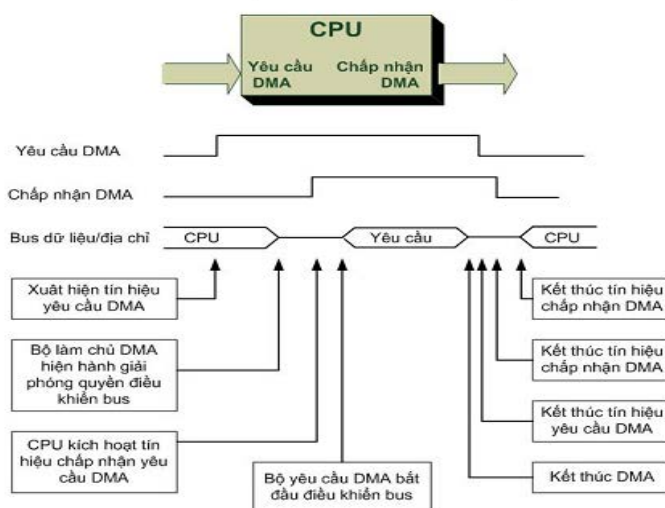 CPU
Yêu cầu
DMA
Chấp nhận
DMA
Yêu cầu DMA
Chấp nhận DMA
Bus dữ liệu/địa chỉ
CPU
Yêu cầu
CPU
Xuât hiện tín hiệu
yêu cầu DMA
Bộ làm chủ DMA
hiện hành giải
phóng quyền điều
khiển bus
CPU kích hoạt tín
hiệu chấp nhận yêu
cầu DMA
Bộ yêu cầu DMA bắt
đầu điều khiển bus
Kết thúc tín hiệu
chấp nhận DMA
Kết thúc tín hiệu
chấp nhận DMA
Kết thúc tín hiệu
yêu cầu DMA
Kết thúc DMA